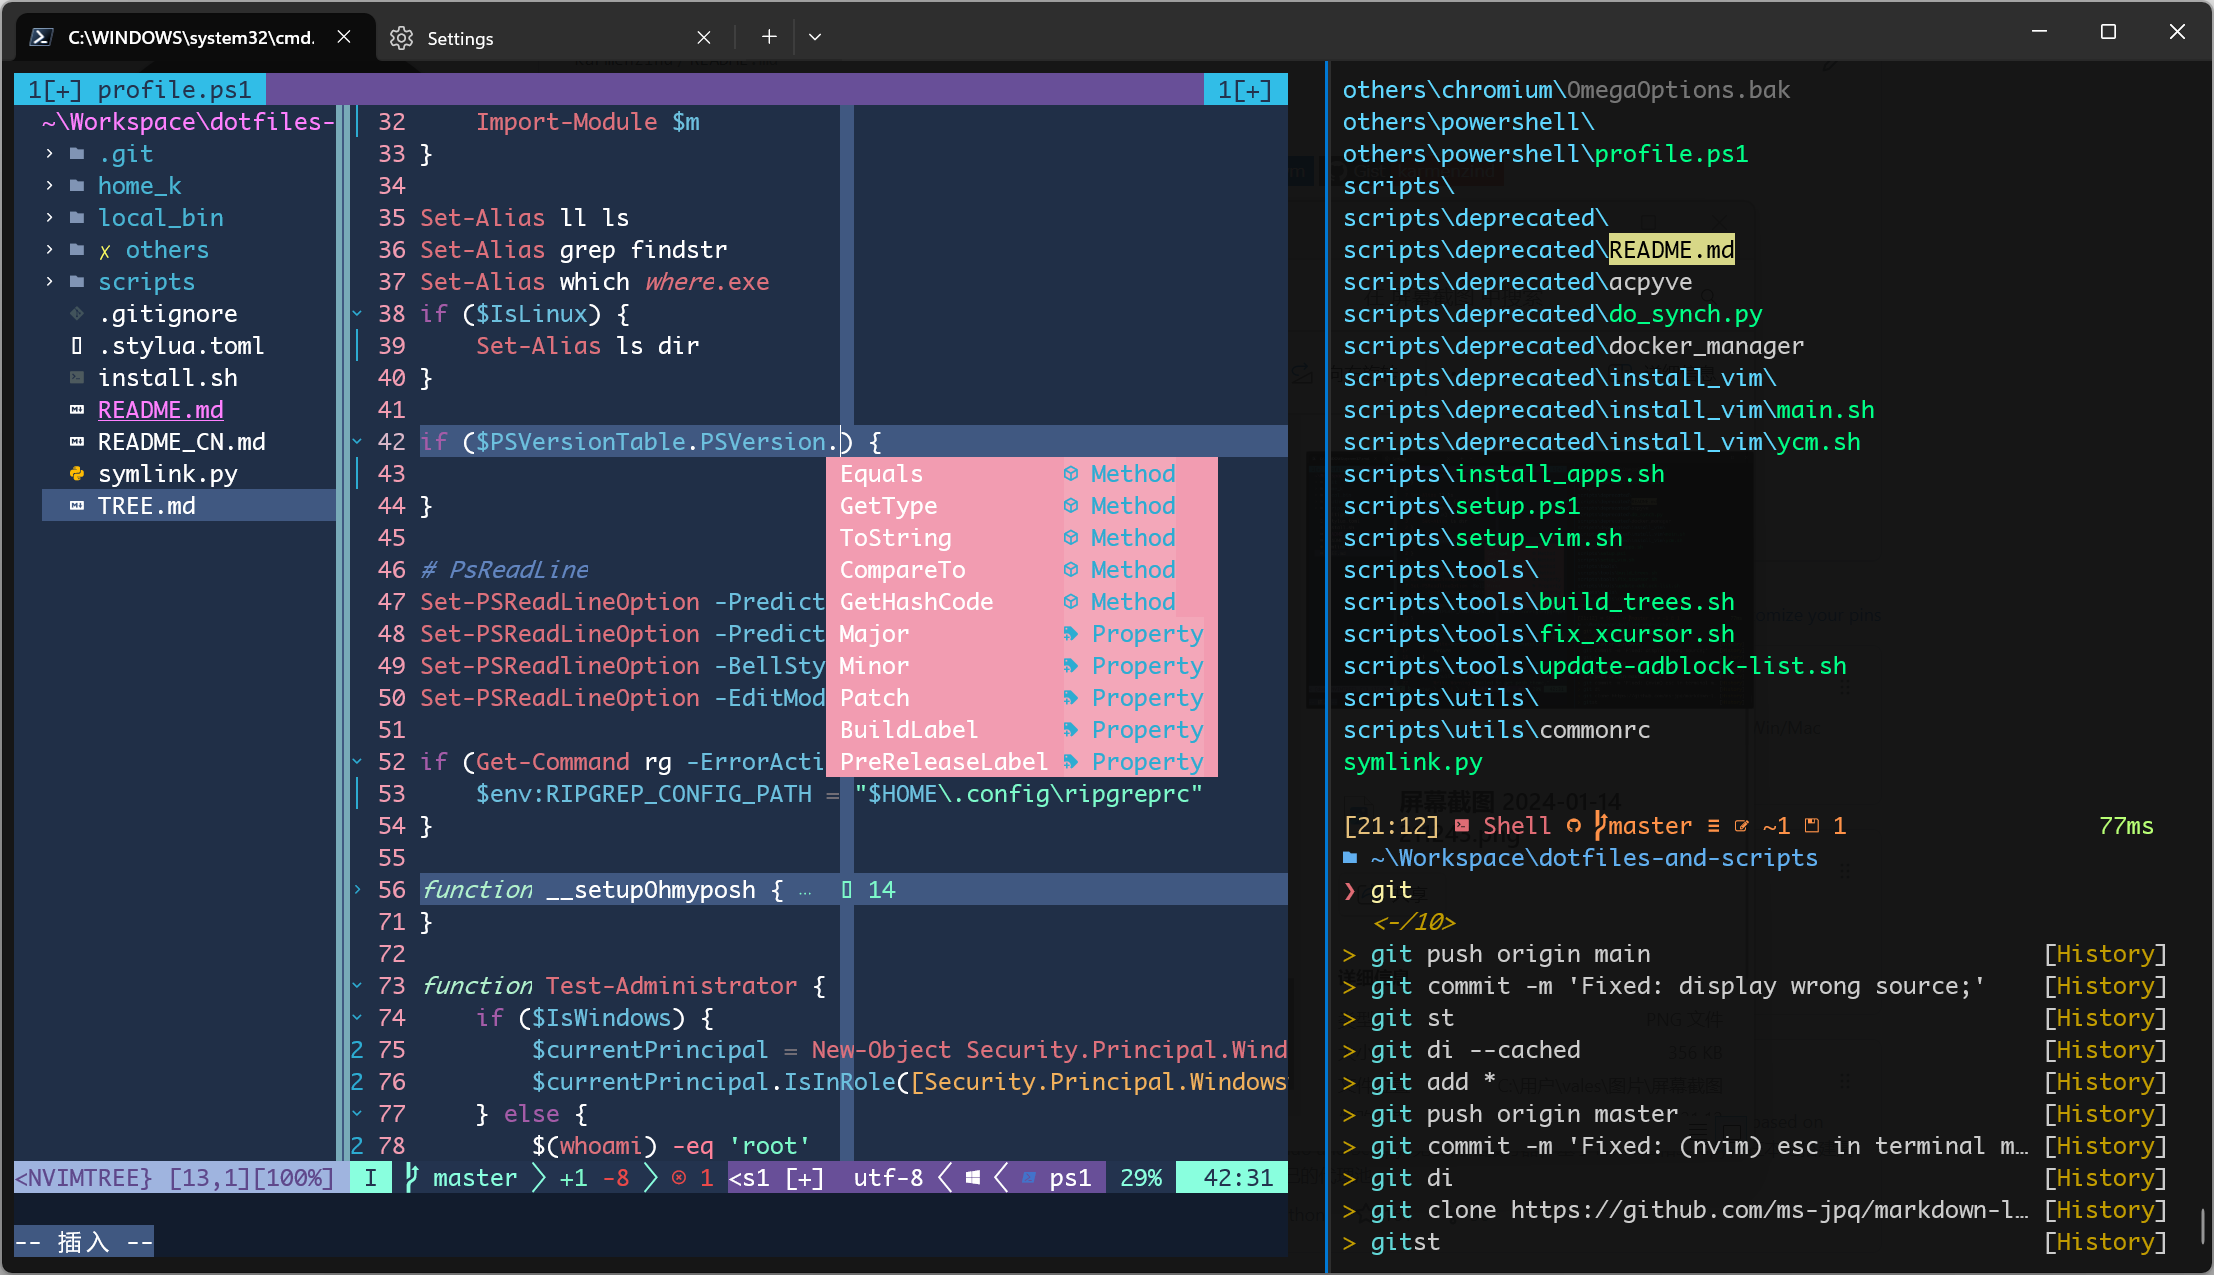 C:\WINDOWS\system32\cmd.
Settings
1[+] profile.ps1
1[+]
~\Workspace\dotfiles-
.git
home_k
local_bin
✗ others
scripts
.gitignore
.stylua.toml
install.sh
README.md
README_CN.md
symlink.py
TREE.md
32     Import-Module $m
33 }
34
35 Set-Alias ll ls
36 Set-Alias grep findstr
37 Set-Alias which where.exe
38 if ($IsLinux) {
39     Set-Alias ls dir
40 }
41
42 if ($PSVersionTable.PSVersion.) {
43
44 }
45
46 # PsReadLine
47 Set-PSReadLineOption -Predict
48 Set-PSReadLineOption -Predict
49 Set-PSReadlineOption -BellSty
50 Set-PSReadLineOption -EditMod
51
52 if (Get-Command rg -ErrorActi
53     $env:RIPGREP_CONFIG_PATH = "$HOME\.config\ripgreprc"
54 }
55
56 function __setupOhmyposh { … 14
71 }
72
73 function Test-Administrator {
74     if ($IsWindows) {
2 75         $currentPrincipal = New-Object Security.Principal.Wind
2 76         $currentPrincipal.IsInRole([Security.Principal.Windows
77     } else {
2 78         $(whoami) -eq 'root'
Equals Method
GetType Method
ToString Method
CompareTo Method
GetHashCode Method
Major Property
Minor Property
Patch Property
BuildLabel Property
PreReleaseLabel Property
<NVIMTREE} [13,1][100%]
I master +1 -8 1 <s1 [+] utf-8 ps1 29% 42:31
-- 插入 --
others\chromium\OmegaOptions.bak
others\powershell\
others\powershell\profile.ps1
scripts\
scripts\deprecated\
scripts\deprecated\README.md
scripts\deprecated\acpyve
scripts\deprecated\do_synch.py
scripts\deprecated\docker_manager
scripts\deprecated\install_vim\
scripts\deprecated\install_vim\main.sh
scripts\deprecated\install_vim\ycm.sh
scripts\install_apps.sh
scripts\setup.ps1
scripts\setup_vim.sh
scripts\tools\
scripts\tools\build_trees.sh
scripts\tools\fix_xcursor.sh
scripts\tools\update-adblock-list.sh
scripts\utils\
scripts\utils\commonrc
symlink.py
[21:12] Shell master ≡ ~1 1 77ms
~\Workspace\dotfiles-and-scripts
❯ git
<-/10>
> git push origin main [History]
> git commit -m 'Fixed: display wrong source;' [History]
> git st [History]
> git di --cached [History]
> git add * [History]
> git push origin master [History]
> git commit -m 'Fixed: (nvim) esc in terminal m… [History]
> git di [History]
> git clone https://github.com/ms-jpq/markdown-l… [History]
> gitst [History]